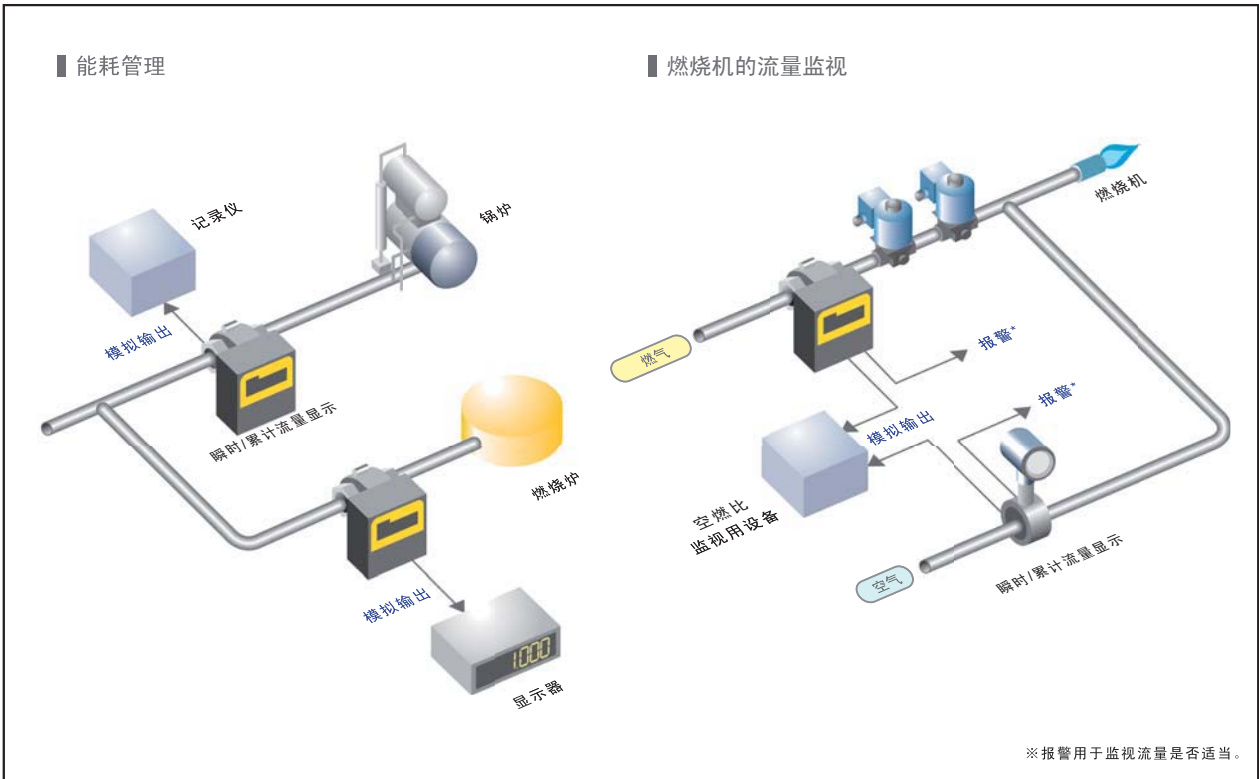 能耗管理
燃烧机的流量监视
记录仪
锅炉
模拟输出
瞬时/累计流量显示
燃烧炉
模拟输出
1.000
显示器
燃烧机
燃气
报警*
报警*
模拟输出
空燃比
监视用设备
空气
瞬时/累计流量显示
※报警用于监视流量是否适当。